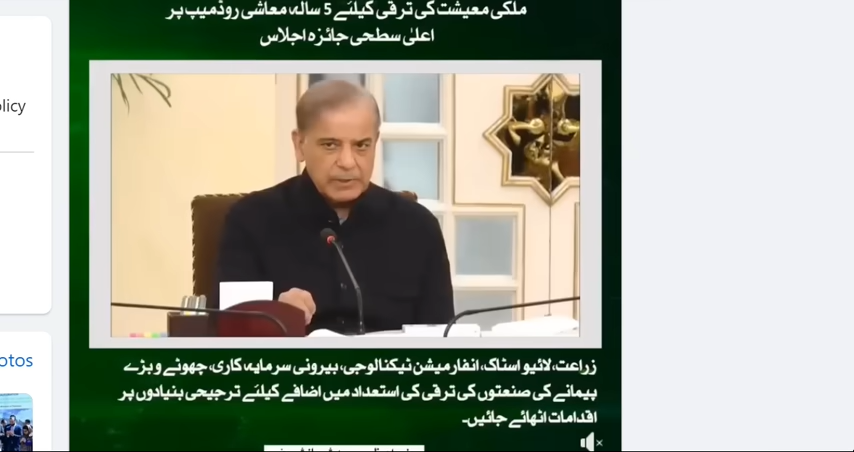 ملکی معیشت کی ترقی کیلئے 5 سالہ معاشی روڈمیپ پر
اعلیٰ سطحی جائزہ اجلاس
olicy
زراعت، لائیو اسٹاک، انفارمیشن ٹیکنالوجی، بیرونی سرمایہ کاری، چھوٹے و بڑے
پیمانے کی صنعتوں کی ترقی کی استعداد میں اضافے کیلئے ترجیحی بنیادوں پر
اقدامات اٹھائے جائیں۔
otos